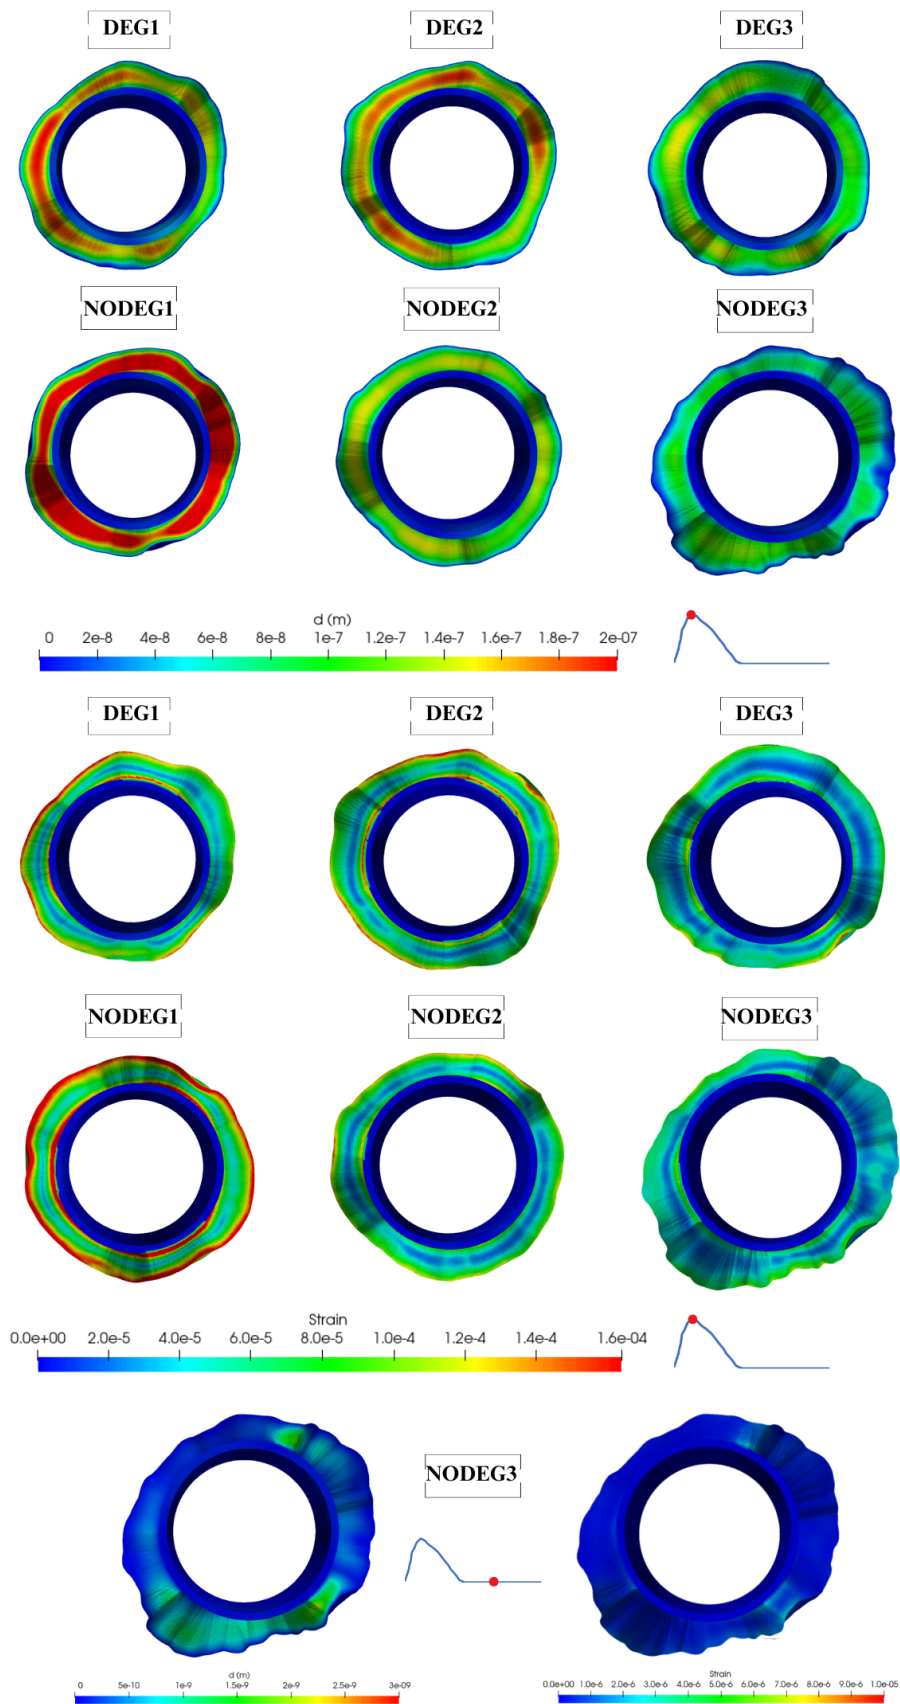 DEG1 DEG2 DEG3
NODEG1 NODEG2 NODEG3
d (m)
0 2e-8 4e-8 6e-8 8e-8 1e-7 1.2e-7 1.4e-7 1.6e-7 1.8e-7 2e-07
DEG1 DEG2 DEG3
NODEG1 NODEG2 NODEG3
Strain
0.0e+00 2.0e-5 4.0e-5 6.0e-5 8.0e-5 1.0e-4 1.2e-4 1.4e-4 1.6e-04
NODEG3
d (m)
0 5e-10 1e-9 1.5e-9 2e-9 2.5e-9 3e-09
Strain
0.0e+00 1.0e-6 2.0e-6 3.0e-6 4.0e-6 5.0e-6 6.0e-6 7.0e-6 8.0e-6 1.0e-05